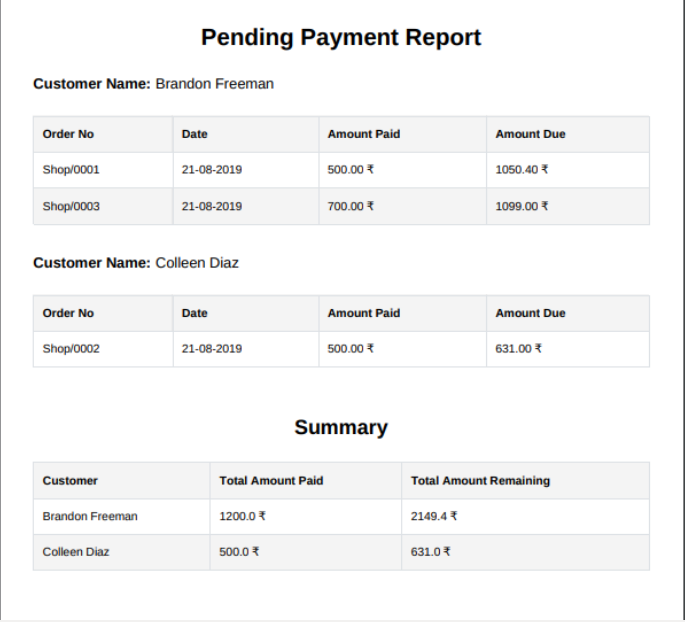 Pending Payment Report
Customer Name: Brandon Freeman
Order No Date Amount Paid Amount Due
Shop/0001 21-08-2019 500.00 ₹ 1050.40 ₹
Shop/0003 21-08-2019 700.00 ₹ 1099.00 ₹
Customer Name: Colleen Diaz
Order No Date Amount Paid Amount Due
Shop/0002 21-08-2019 500.00 ₹ 631.00 ₹
Summary
Customer Total Amount Paid Total Amount Remaining
Brandon Freeman 1200.0 ₹ 2149.4 ₹
Colleen Diaz 500.0 ₹ 631.0 ₹